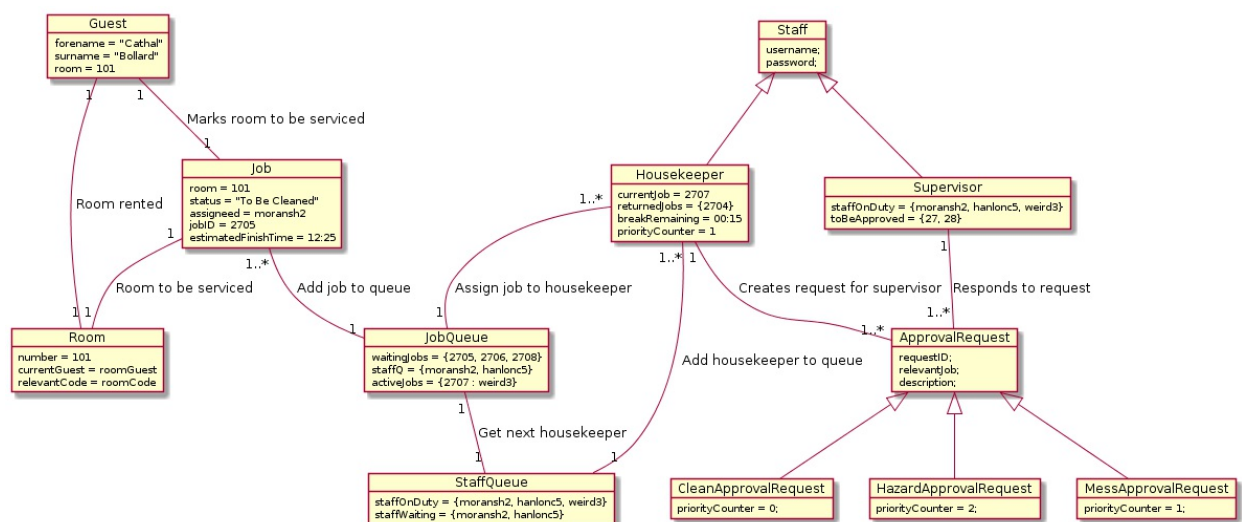 Guest
forename = "Cathal"
surname = "Bollard"
room = 101
1
1
Marks room to be serviced
1
Job
room = 101
status = "To Be Cleaned"
assigneed = moransh2
jobID = 2705
estimatedFinishTime = 12:25
Room rented
1
1..*
Room to be serviced
Add job to queue
1
1
1
Room
number = 101
currentGuest = roomGuest
relevantCode = roomCode
Staff
username;
password;
Housekeeper
currentJob = 2707
returnedJobs = {2704}
breakRemaining = 00:15
priorityCounter = 1
1..*
1..*
1
Supervisor
staffOnDuty = {moransh2, hanlonc5, weird3}
toBeApproved = {27, 28}
1
Assign job to housekeeper
Creates request for supervisor
Responds to request
1
1..*
1..*
JobQueue
waitingJobs = {2705, 2706, 2708}
staffQ = {moransh2, hanlonc5}
activeJobs = {2707 : weird3}
1
Add housekeeper to queue
ApprovalRequest
requestID;
relevantJob;
description;
Get next housekeeper
1
1
StaffQueue
staffOnDuty = {moransh2, hanlonc5, weird3}
staffWaiting = {moransh2, hanlonc5}
CleanApprovalRequest
priorityCounter = 0;
HazardApprovalRequest
priorityCounter = 2;
MessApprovalRequest
priorityCounter = 1;